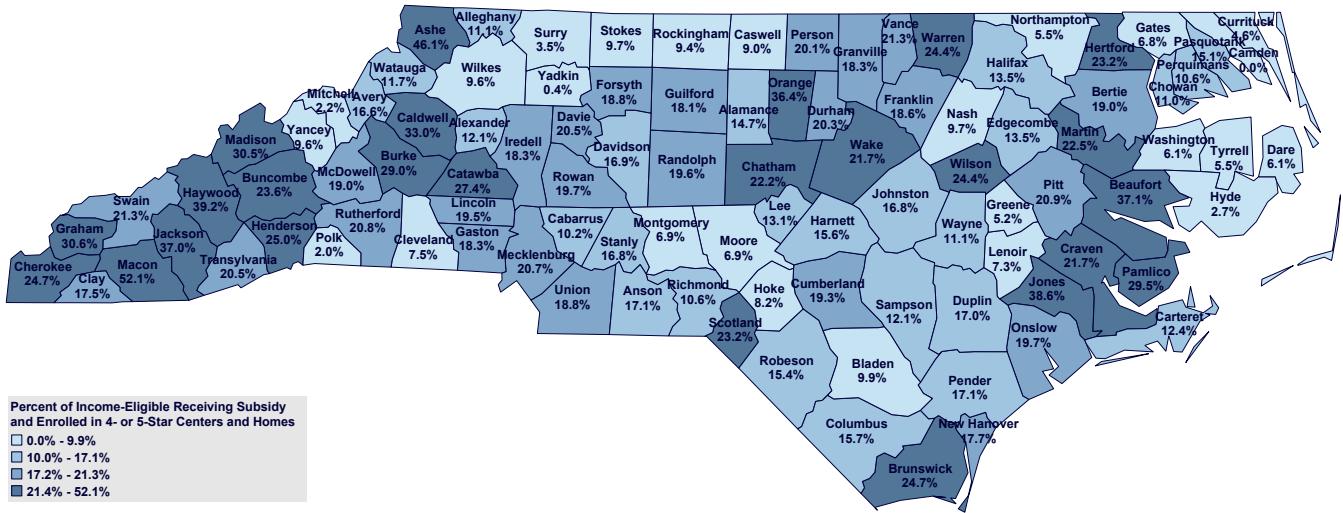 Ashe
46.1%
Alleghany
11.1%
Surry
3.5%
Stokes
9.7%
Rockingham
9.4%
Caswell
9.0%
Person
20.1%
Granville
18.3%
Vance
21.3%
Warren
24.4%
Northampton
5.5%
Hertford
23.2%
Gates
6.8%
Pasquotank
15.1%
Currituck
4.6%
Camden
0.0%
Perquimans
10.6%
Chowan
11.0%
Halifax
13.5%
Bertie
19.0%
Watauga
11.7%
Wilkes
9.6%
Yadkin
0.4%
Forsyth
18.8%
Guilford
18.1%
Alamance
14.7%
Orange
36.4%
Durham
20.3%
Franklin
18.6%
Nash
9.7%
Edgecombe
13.5%
Martin
22.5%
Washington
6.1%
Tyrrell
5.5%
Dare
6.1%
Mitchell
2.2%
Avery
16.6%
Caldwell
33.0%
Alexander
12.1%
Iredell
18.3%
Davie
20.5%
Davidson
16.9%
Randolph
19.6%
Chatham
22.2%
Wake
21.7%
Wilson
24.4%
Pitt
20.9%
Beaufort
37.1%
Hyde
2.7%
Madison
30.5%
Yancey
9.6%
Burke
29.0%
McDowell
19.0%
Catawba
27.4%
Rowan
19.7%
Buncombe
23.6%
Haywood
39.2%
Swain
21.3%
Graham
30.6%
Jackson
37.0%
Henderson
25.0%
Rutherford
20.8%
Polk
2.0%
Cleveland
7.5%
Lincoln
19.5%
Gaston
18.3%
Cabarrus
10.2%
Stanly
16.8%
Montgomery
6.9%
Moore
6.9%
Lee
13.1%
Harnett
15.6%
Johnston
16.8%
Wayne
11.1%
Greene
5.2%
Lenoir
7.3%
Craven
21.7%
Pamlico
29.5%
Cherokee
24.7%
Clay
17.5%
Macon
52.1%
Transylvania
20.5%
Mecklenburg
20.7%
Union
18.8%
Anson
17.1%
Richmond
10.6%
Hoke
8.2%
Cumberland
19.3%
Sampson
12.1%
Duplin
17.0%
Jones
38.6%
Onslow
19.7%
Carteret
12.4%
Scotland
23.2%
Robeson
15.4%
Bladen
9.9%
Pender
17.1%
Columbus
15.7%
New Hanover
17.7%
Brunswick
24.7%
Percent of Income-Eligible Receiving Subsidy
and Enrolled in 4- or 5-Star Centers and Homes
0.0% - 9.9%
10.0% - 17.1%
17.2% - 21.3%
21.4% - 52.1%